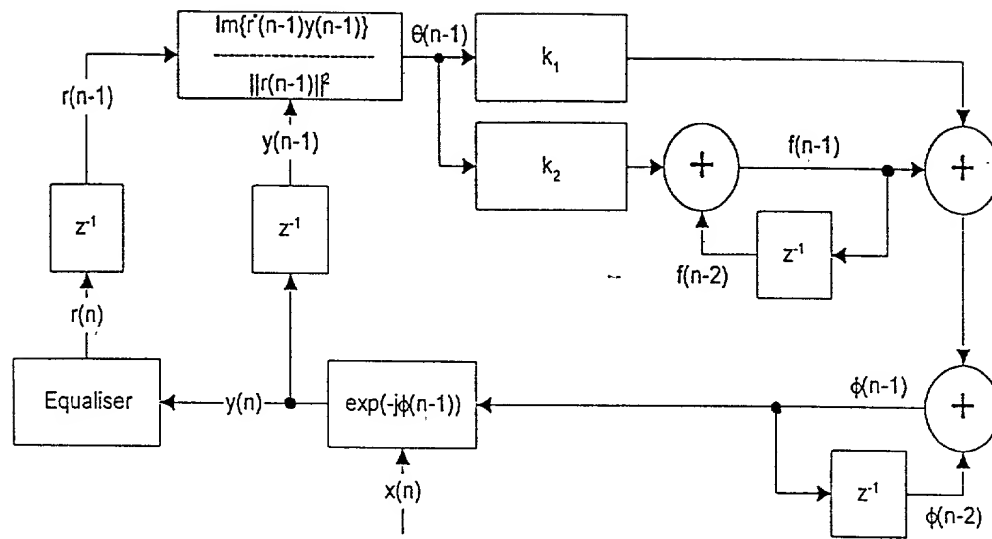 Im{r*(n-1)y(n-1)}
||r(n-1)||²
θ(n-1)
k₁
r(n-1)
y(n-1)
k₂
+
f(n-1)
+
z⁻¹
z⁻¹
z⁻¹
f(n-2)
r(n)
Equaliser
y(n)
exp(-jϕ(n-1))
ϕ(n-1)
+
x(n)
z⁻¹
ϕ(n-2)